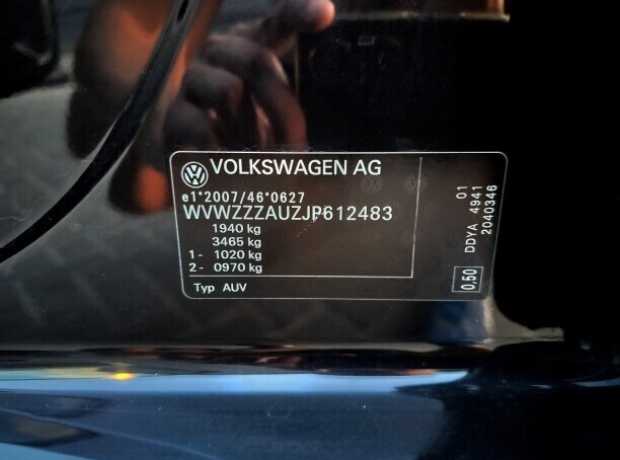 VOLKSWAGEN AG
e1*2007/46*0627
WVWZZZAUZJP612483
1940 kg
3465 kg
1- 1020 kg
2- 0970 kg
Typ AUV
01
DDYA 4941
2040346
0.50